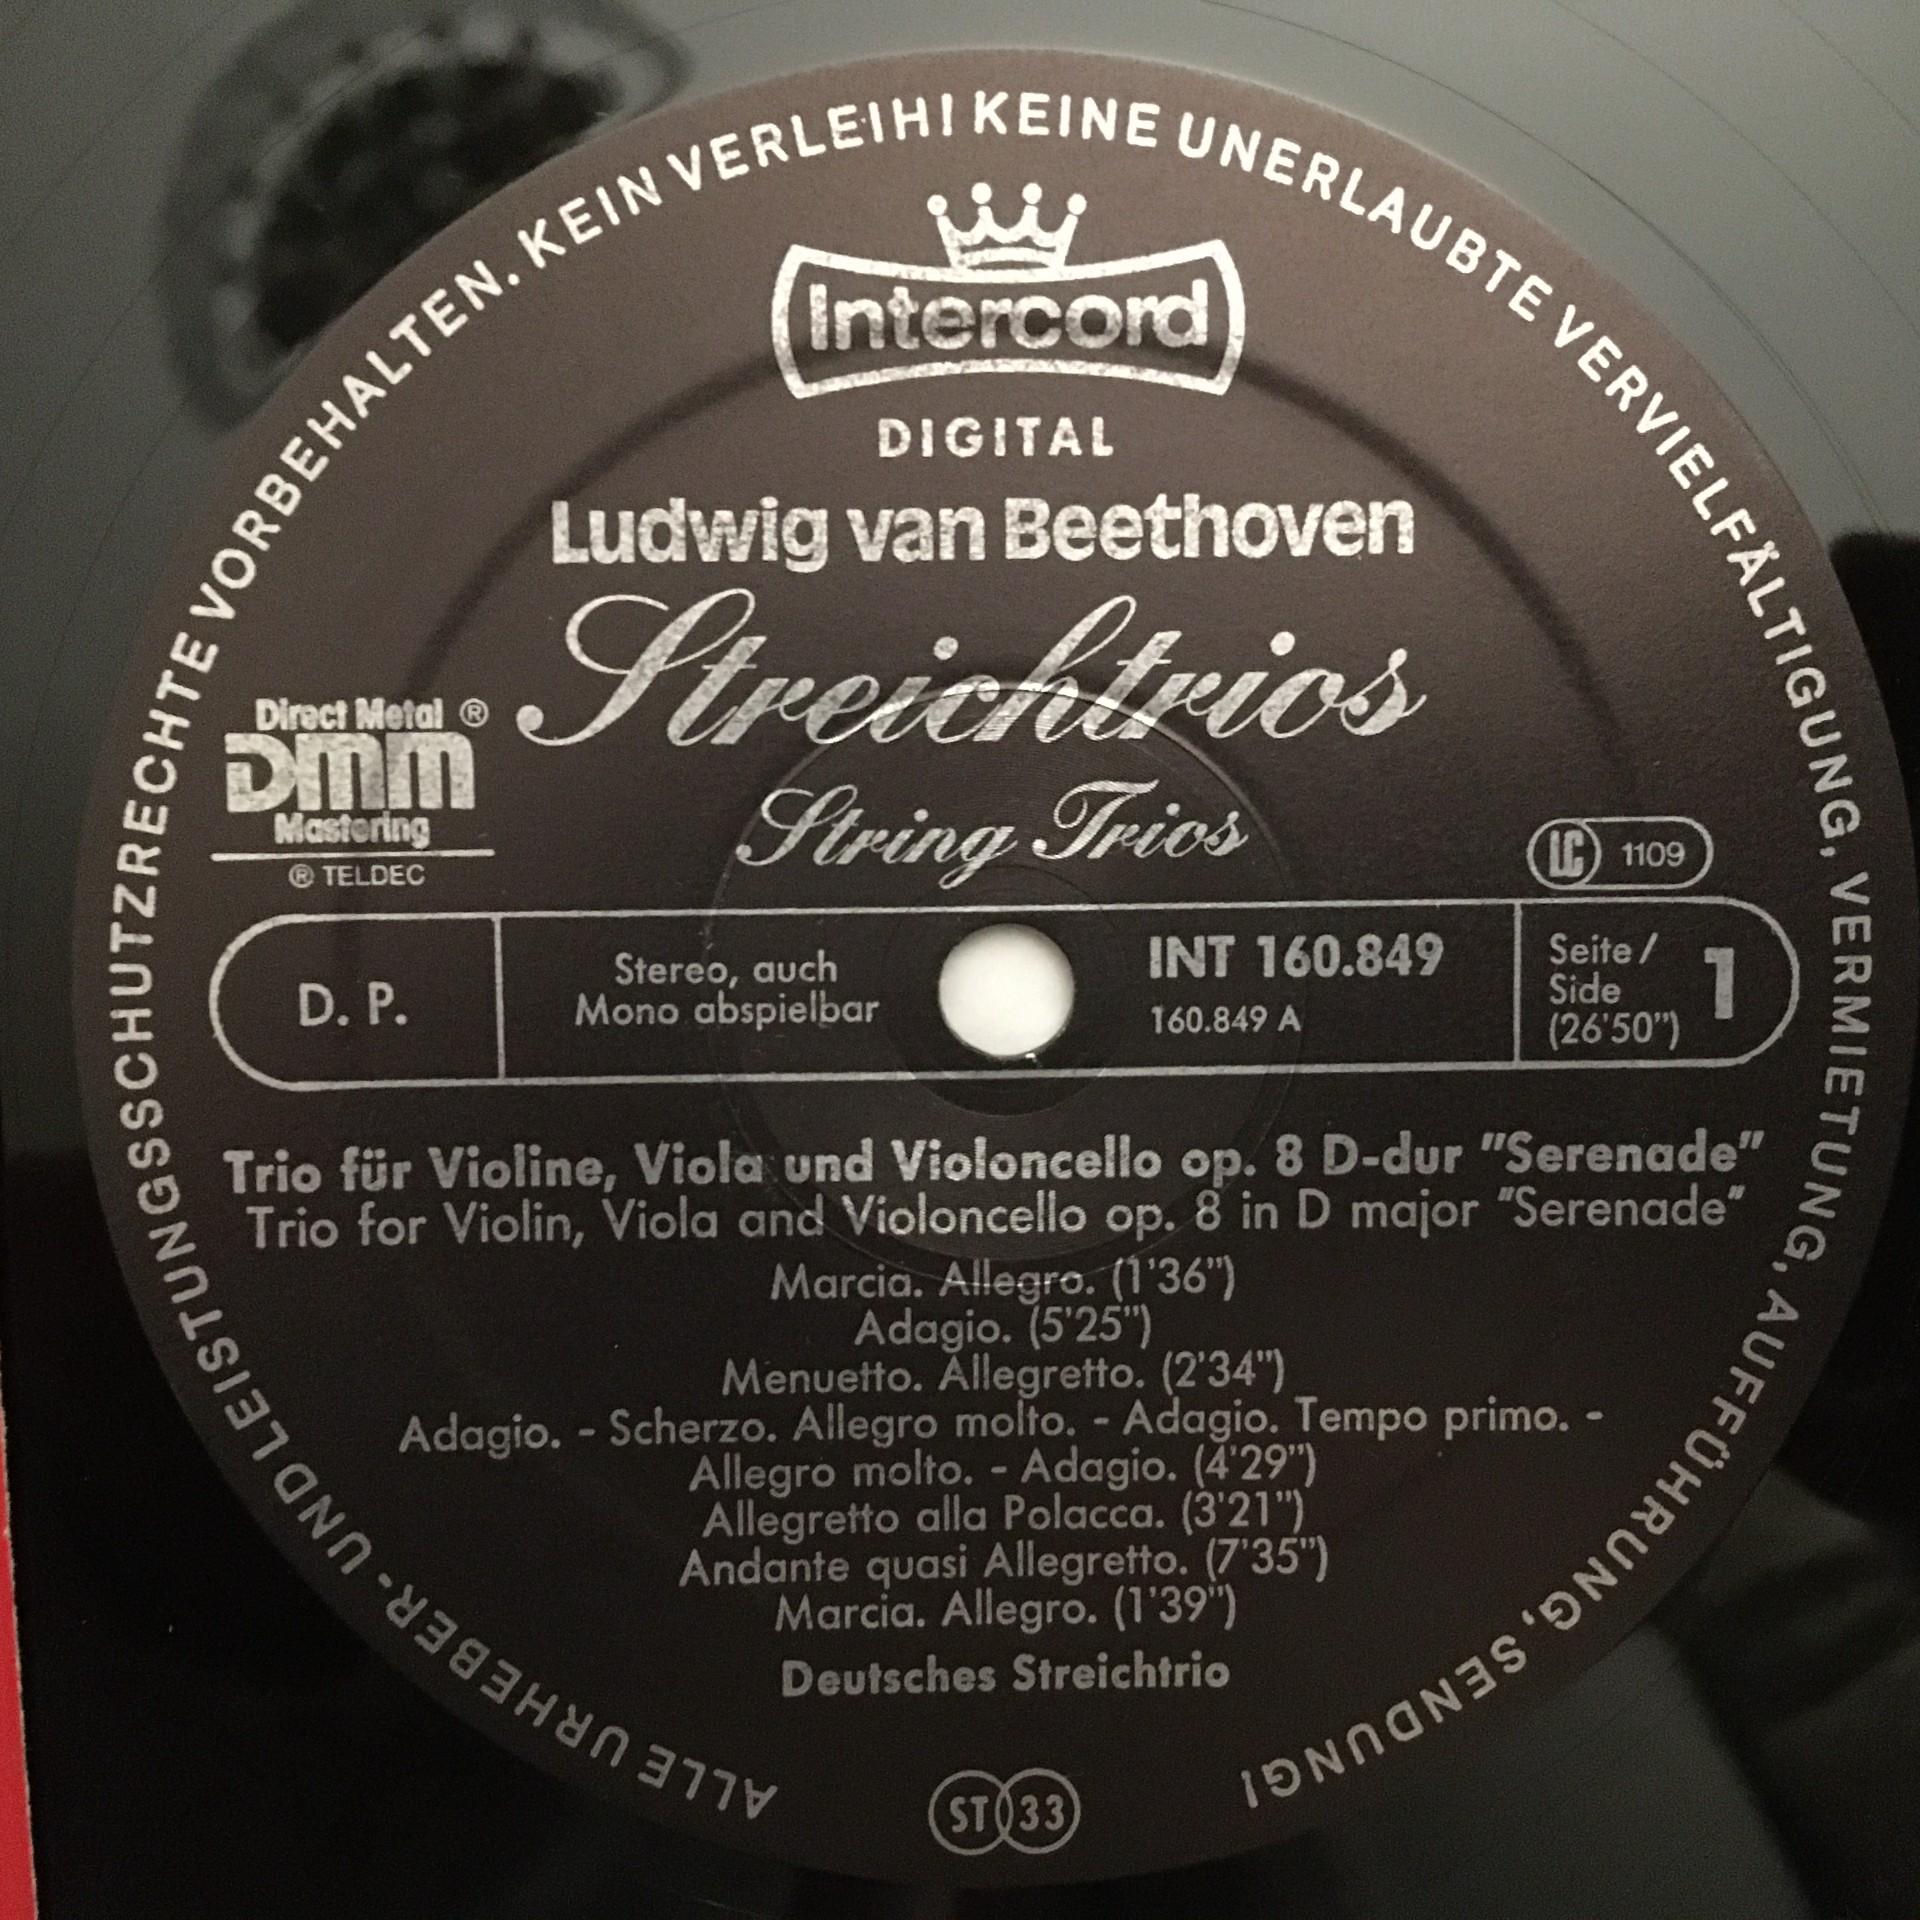 ALLE URHEBER- UND LEISTUNGSSCHUTZRECHTE VORBEHALTEN. KEIN VERLEIH! KEINE UNERLAUBTE VERVIELFÄLTIGUNG, VERMIETUNG, AUFFÜHRUNG, SENDUNG!
Intercord
DIGITAL
Ludwig van Beethoven
Streichtrios
String Trios
Direct Metal ®
DMM
Mastering
® TELDEC
LC 1109
D. P.
Stereo, auch
Mono abspielbar
INT 160.849
160.849 A
Seite/
Side 1
(26'50")
Trio für Violine, Viola und Violoncello op. 8 D-dur "Serenade"
Trio for Violin, Viola and Violoncello op. 8 in D major "Serenade"
Marcia. Allegro. (1'36")
Adagio. (5'25")
Menuetto. Allegretto. (2'34")
Adagio. - Scherzo. Allegro molto. - Adagio. Tempo primo. -
Allegro molto. - Adagio. (4'29")
Allegretto alla Polacca. (3'21")
Andante quasi Allegretto. (7'35")
Marcia. Allegro. (1'39")
Deutsches Streichtrio
ST 33